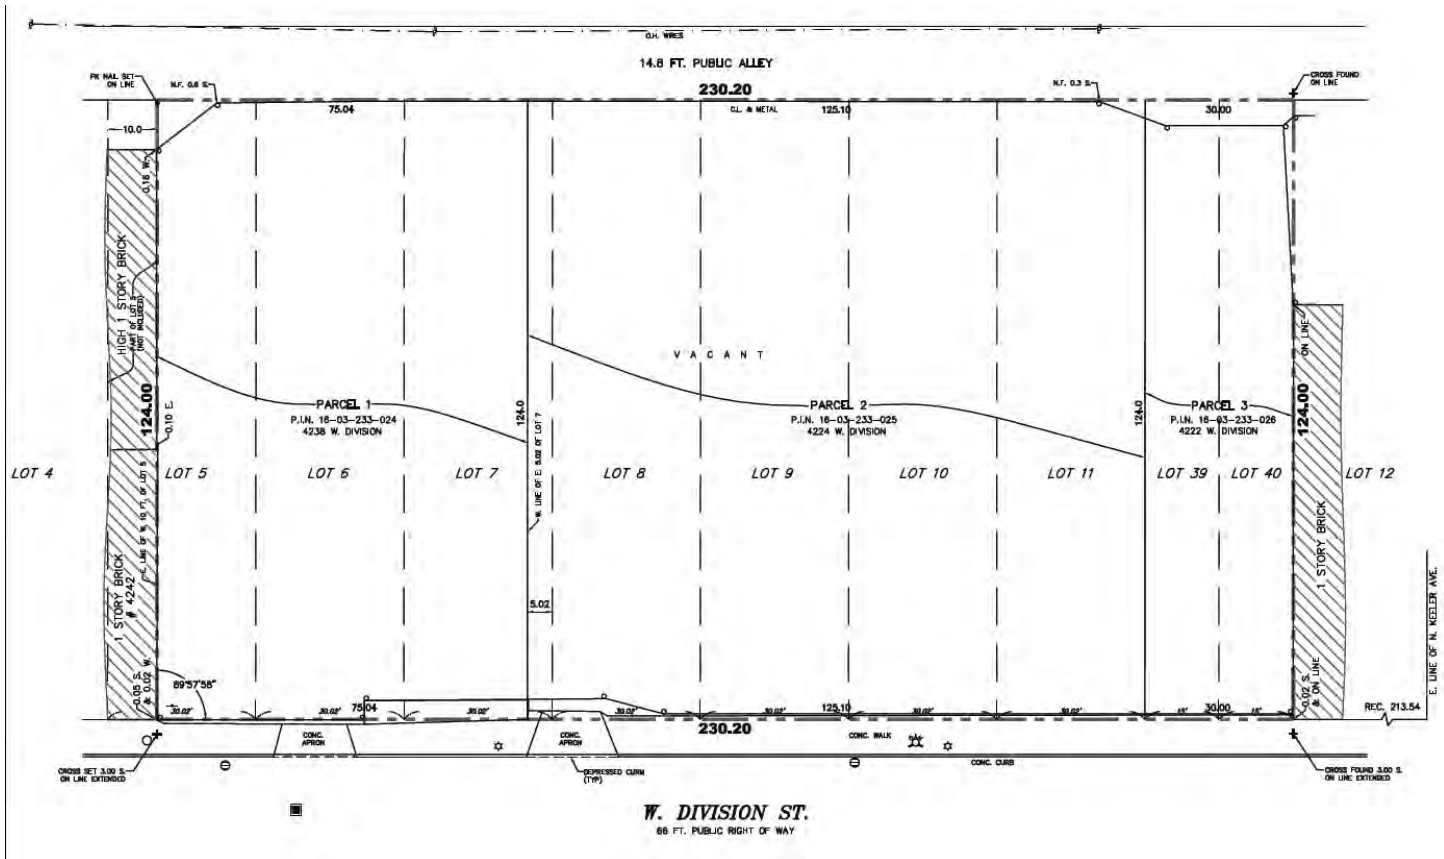 O.H. WIRES
14.8 FT. PUBLIC ALLEY
PK NAIL SET
ON LINE
N.F. 0.8 S.
230.20
N.F. 0.3 S.
CROSS FOUND
ON LINE
75.04
C.L. & METAL
125.10
30.00
10.0
0.18 W.
HIGH 1 STORY BRICK
PART OF LOT 5
(NOT INCLUDED)
VACANT
ON LINE
124.00
0.10 E.
PARCEL 1
P.I.N. 16-03-233-024
4238 W. DIVISION
124.0
PARCEL 2
P.I.N. 16-03-233-025
4224 W. DIVISION
124.0
PARCEL 3
P.I.N. 16-03-233-026
4222 W. DIVISION
124.00
LOT 4
LOT 5
LOT 6
LOT 7
LOT 8
LOT 9
LOT 10
LOT 11
LOT 39
LOT 40
LOT 12
W. LINE OF E. 5.02 OF LOT 7
E. LINE OF W. 10 FT. OF LOT 5
1 STORY BRICK
# 4242
1 STORY BRICK
E. LINE OF N. KEELER AVE.
5.02
0.05 S.
& 0.02 W.
89°57'58"
0.02 S.
& ON LINE
30.02'
30.02'
75.04
30.02'
30.02'
30.02'
125.10
30.02'
30.02'
15'
30.00
15'
REC. 213.54
230.20
CONC.
APRON
CONC.
APRON
CONC. WALK
CROSS SET 3.00 S.
ON LINE EXTENDED
DEPRESSED CURB
(TYP)
CONC. CURB
CROSS FOUND 3.00 S.
ON LINE EXTENDED
W. DIVISION ST.
66 FT. PUBLIC RIGHT OF WAY